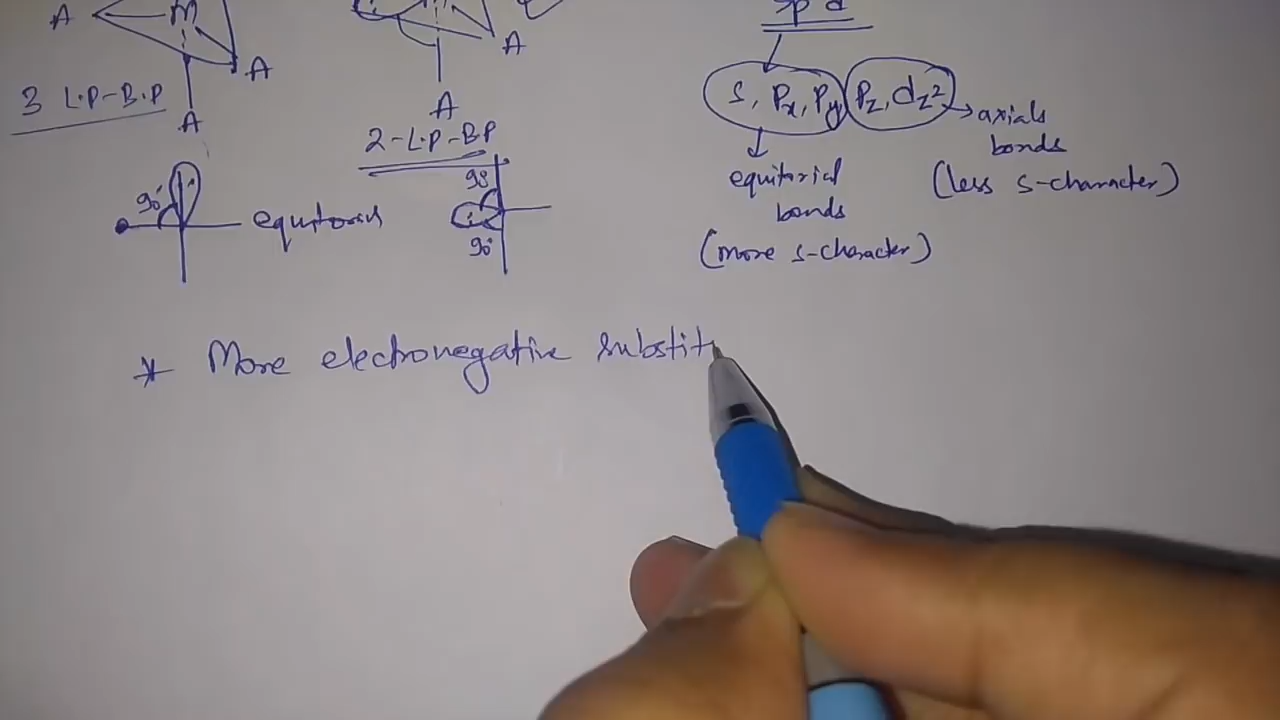 A M
A
A
A
A
3 L.P-B.P
2-L.P-B.P
90°
equitorial
90°
90°
s, Px, Py, Pz, dz2
axials
bonds
(less s-character)
equitorial
bonds
(more s-character)
* More electronegative substit